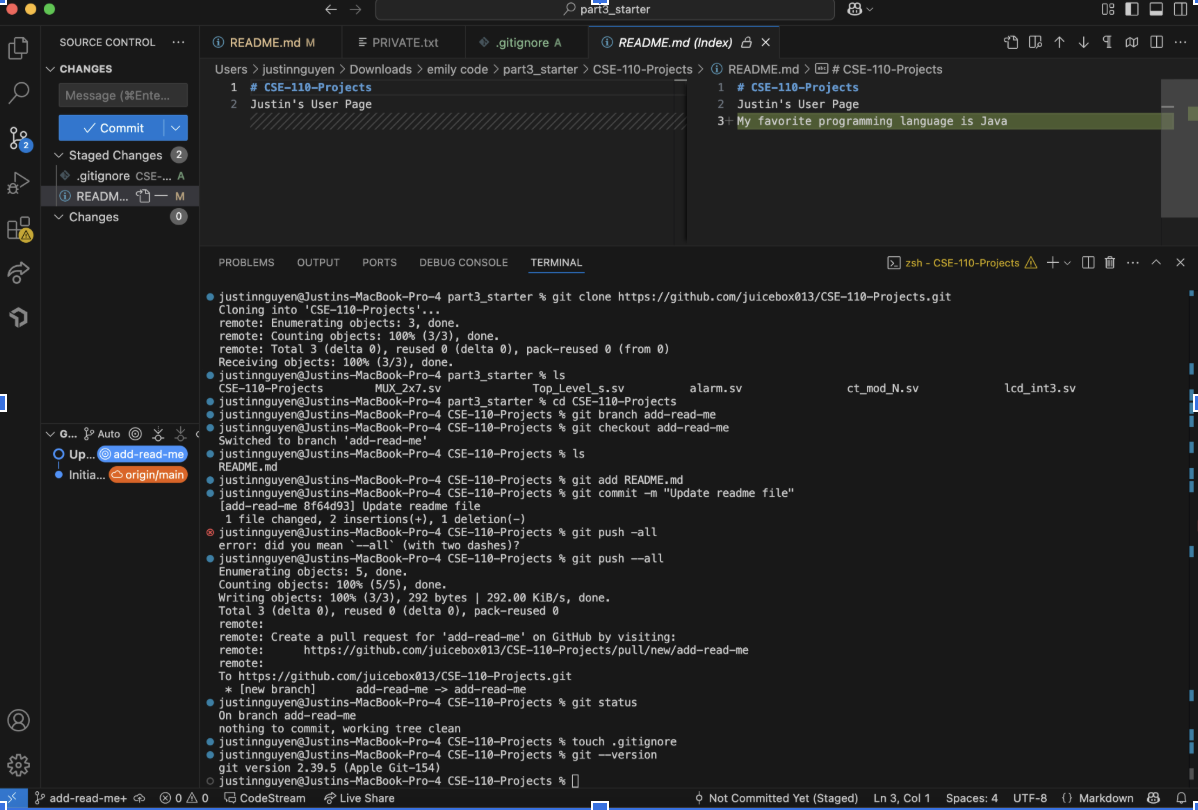 part3_starter
SOURCE CONTROL
README.md M
PRIVATE.txt
.gitignore A
README.md (Index)
CHANGES
Users > justinnguyen > Downloads > emily code > part3_starter > CSE-110-Projects > README.md > # CSE-110-Projects
Message (⌘Ente...
Commit
Staged Changes 2
.gitignore CSE-... A
READM... M
Changes 0
2
1 # CSE-110-Projects
2 Justin's User Page
1 # CSE-110-Projects
2 Justin's User Page
3+ My favorite programming language is Java
PROBLEMS OUTPUT PORTS DEBUG CONSOLE TERMINAL
zsh - CSE-110-Projects
justinnguyen@Justins-MacBook-Pro-4 part3_starter % git clone https://github.com/juicebox013/CSE-110-Projects.git
Cloning into 'CSE-110-Projects'...
remote: Enumerating objects: 3, done.
remote: Counting objects: 100% (3/3), done.
remote: Total 3 (delta 0), reused 0 (delta 0), pack-reused 0 (from 0)
Receiving objects: 100% (3/3), done.
justinnguyen@Justins-MacBook-Pro-4 part3_starter % ls
CSE-110-Projects MUX_2x7.sv Top_Level_s.sv alarm.sv ct_mod_N.sv lcd_int3.sv
justinnguyen@Justins-MacBook-Pro-4 part3_starter % cd CSE-110-Projects
justinnguyen@Justins-MacBook-Pro-4 CSE-110-Projects % git branch add-read-me
justinnguyen@Justins-MacBook-Pro-4 CSE-110-Projects % git checkout add-read-me
Switched to branch 'add-read-me'
justinnguyen@Justins-MacBook-Pro-4 CSE-110-Projects % ls
README.md
justinnguyen@Justins-MacBook-Pro-4 CSE-110-Projects % git add README.md
justinnguyen@Justins-MacBook-Pro-4 CSE-110-Projects % git commit -m "Update readme file"
[add-read-me 8f64d93] Update readme file
1 file changed, 2 insertions(+), 1 deletion(-)
justinnguyen@Justins-MacBook-Pro-4 CSE-110-Projects % git push -all
error: did you mean `--all` (with two dashes)?
justinnguyen@Justins-MacBook-Pro-4 CSE-110-Projects % git push --all
Enumerating objects: 5, done.
Counting objects: 100% (5/5), done.
Writing objects: 100% (3/3), 292 bytes | 292.00 KiB/s, done.
Total 3 (delta 0), reused 0 (delta 0), pack-reused 0
remote:
remote: Create a pull request for 'add-read-me' on GitHub by visiting:
remote: https://github.com/juicebox013/CSE-110-Projects/pull/new/add-read-me
remote:
To https://github.com/juicebox013/CSE-110-Projects.git
* [new branch] add-read-me -> add-read-me
justinnguyen@Justins-MacBook-Pro-4 CSE-110-Projects % git status
On branch add-read-me
nothing to commit, working tree clean
justinnguyen@Justins-MacBook-Pro-4 CSE-110-Projects % touch .gitignore
justinnguyen@Justins-MacBook-Pro-4 CSE-110-Projects % git --version
git version 2.39.5 (Apple Git-154)
justinnguyen@Justins-MacBook-Pro-4 CSE-110-Projects %
G... Auto
Up... add-read-me
Initia... origin/main
add-read-me+ 0 0 CodeStream Live Share Not Committed Yet (Staged) Ln 3, Col 1 Spaces: 4 UTF-8 {} Markdown